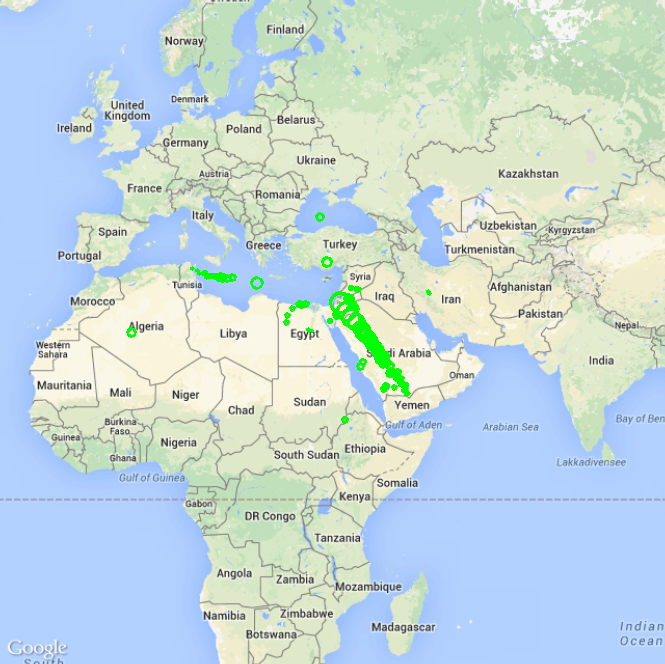 Norway
Finland
Denmark
United
Kingdom
Ireland
Belarus
Poland
Germany
Ukraine
Kazakhstan
Austria
France
Romania
Italy
Uzbekistan
Kyrgyzstan
Spain
Greece
Turkey
Turkmenistan
Portugal
Syria
Tunisia
Iraq
Iran
Afghanistan
Morocco
Pakistan
Algeria
Libya
Egypt
Nepal
Western
Sahara
Saudi Arabia
India
Oman
Mauritania
Mali
Niger
Sudan
Yemen
Chad
Burkina
Faso
Gulf of Aden
Arabian Sea
Bay of Ben
Guinea
Nigeria
Ethiopia
Ghana
South Sudan
Lakkadivensee
Gulf of Guinea
Somalia
Kenya
Gabon
DR Congo
Tanzania
Angola
Zambia
Mozambique
Namibia
Zimbabwe
Madagascar
Indian
Ocean
Botswana
Google
South